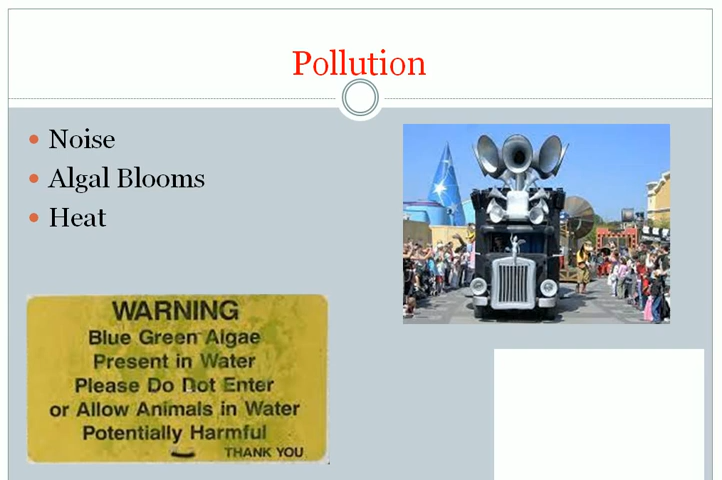 Pollution
Noise
Algal Blooms
Heat
WARNING
Blue Green Algae
Present in Water
Please Do Not Enter
or Allow Animals in Water
Potentially Harmful
THANK YOU